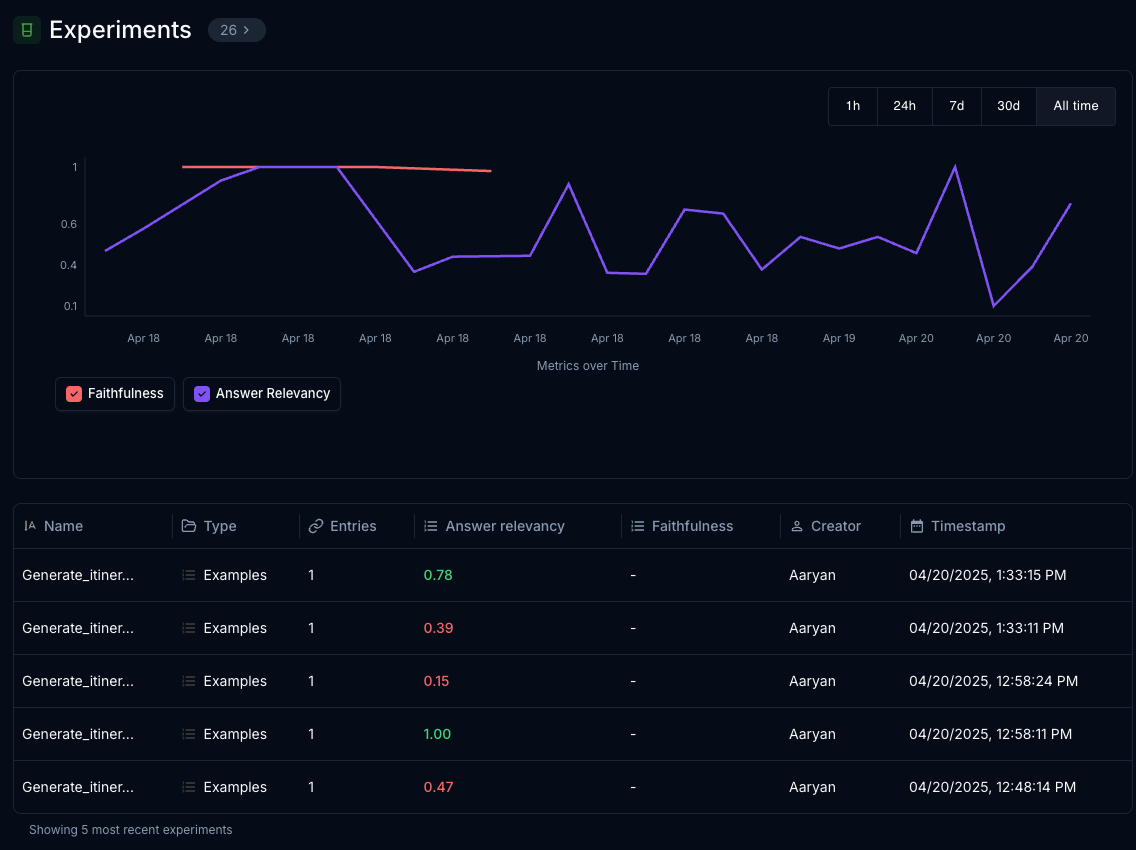 Experiments 26 >
1h 24h 7d 30d All time
1
0.6
0.4
0.1
Apr 18 Apr 18 Apr 18 Apr 18 Apr 18 Apr 18 Apr 18 Apr 18 Apr 18 Apr 19 Apr 20 Apr 20 Apr 20
Metrics over Time
Faithfulness Answer Relevancy
Name Type Entries Answer relevancy Faithfulness Creator Timestamp
Generate_itiner... Examples 1 0.78 - Aaryan 04/20/2025, 1:33:15 PM
Generate_itiner... Examples 1 0.39 - Aaryan 04/20/2025, 1:33:11 PM
Generate_itiner... Examples 1 0.15 - Aaryan 04/20/2025, 12:58:24 PM
Generate_itiner... Examples 1 1.00 - Aaryan 04/20/2025, 12:58:11 PM
Generate_itiner... Examples 1 0.47 - Aaryan 04/20/2025, 12:48:14 PM
Showing 5 most recent experiments